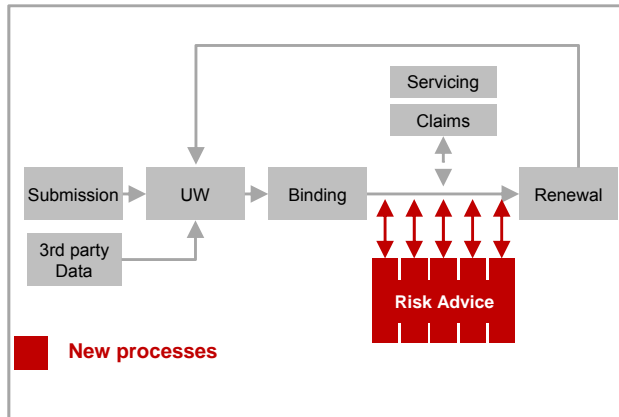 Servicing
Claims
Submission
UW
Binding
Renewal
3rd party
Data
Risk Advice
New processes